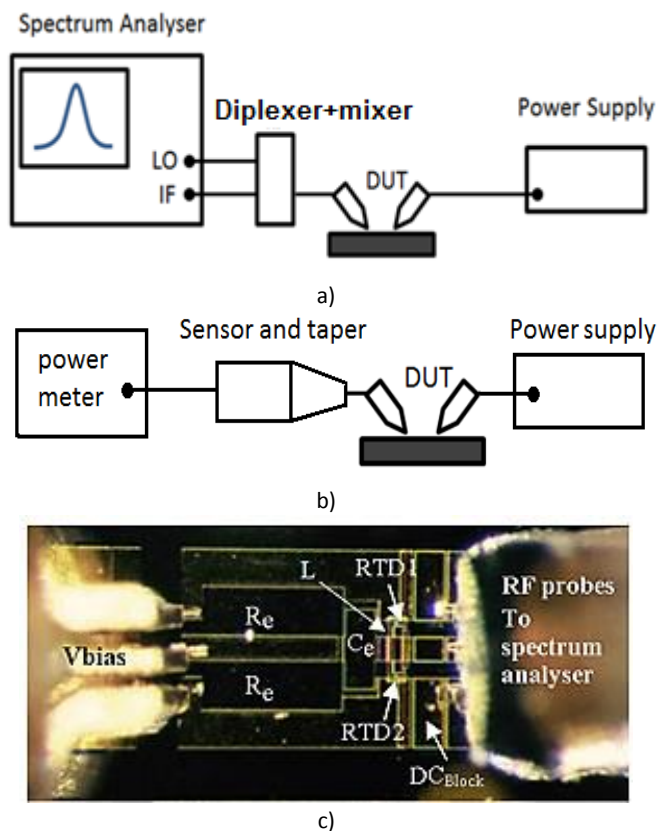 Spectrum Analyser
Diplexer+mixer
Power Supply
LO
IF
DUT
a)
Sensor and taper
Power supply
power
meter
DUT
b)
L
RTD1
RF probes
To
spectrum
analyser
Re
Ce
Vbias
Re
RTD2
DCBlock
c)